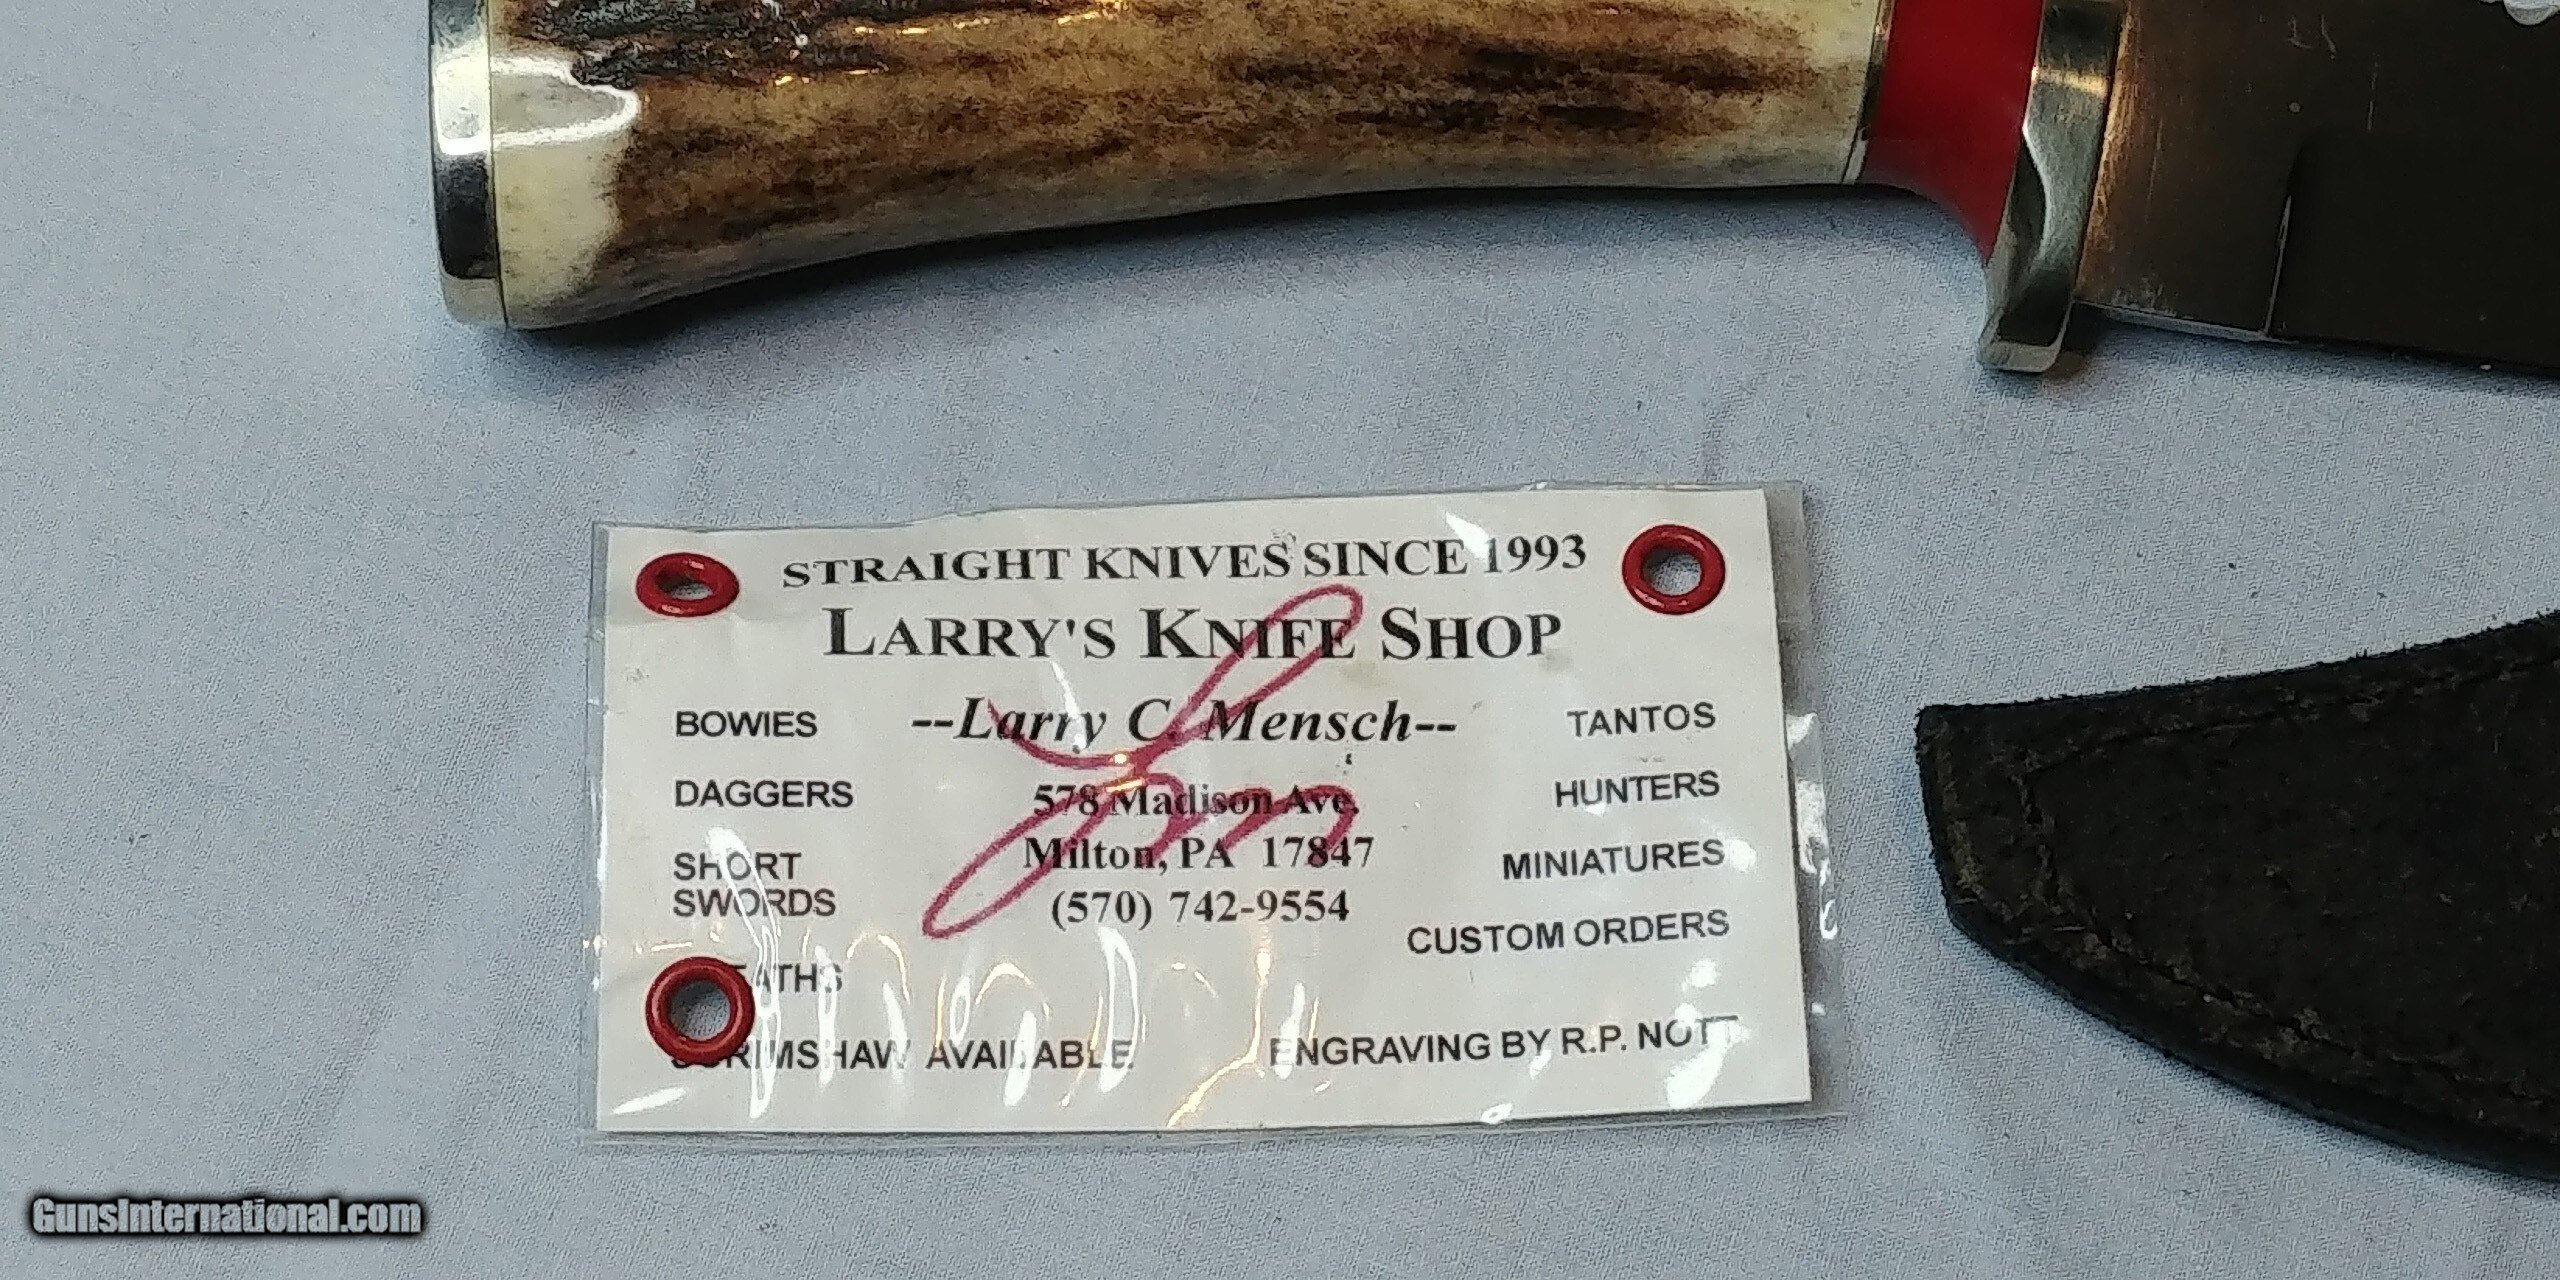 STRAIGHT KNIVES SINCE 1993
LARRY'S KNIFE SHOP
--Larry C. Mensch--
BOWIES
DAGGERS
SHORT
SWORDS
578 Madison Ave.
Milton, PA 17847
(570) 742-9554
TANTOS
HUNTERS
MINIATURES
CUSTOM ORDERS
AVAILABLE
ENGRAVING BY R.P. NOTT
GunsInternational.com